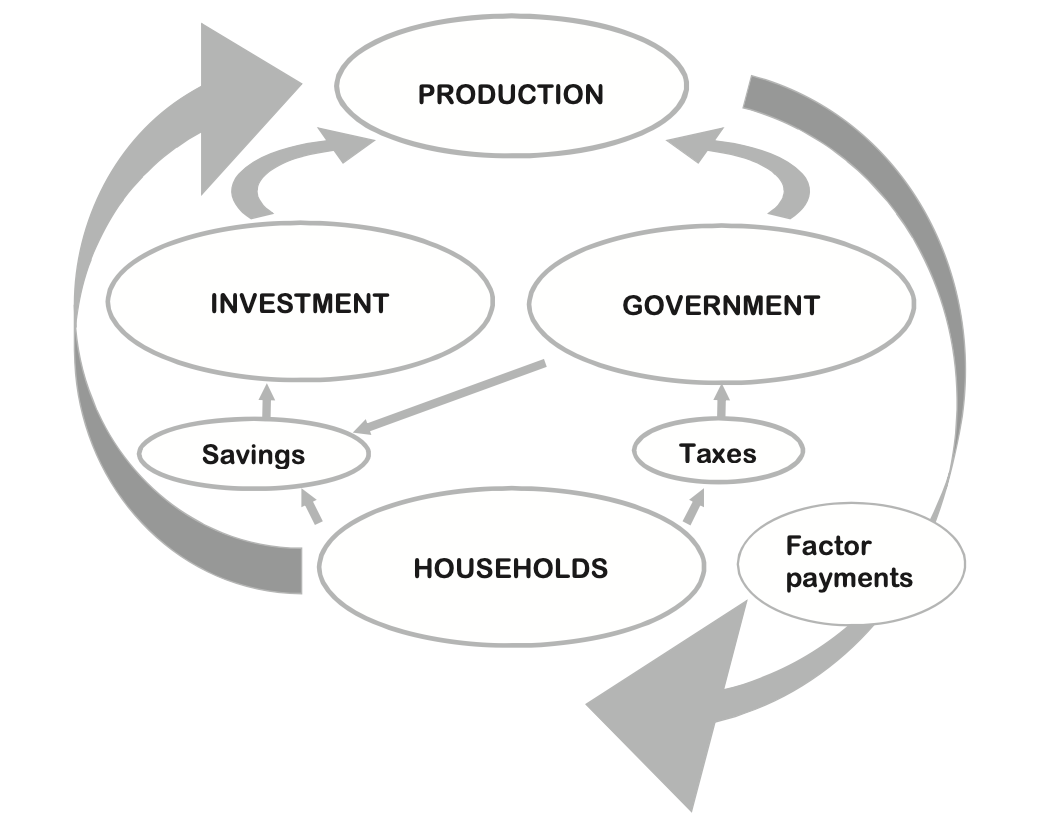 PRODUCTION
INVESTMENT
GOVERNMENT
Savings
Taxes
HOUSEHOLDS
Factor
payments